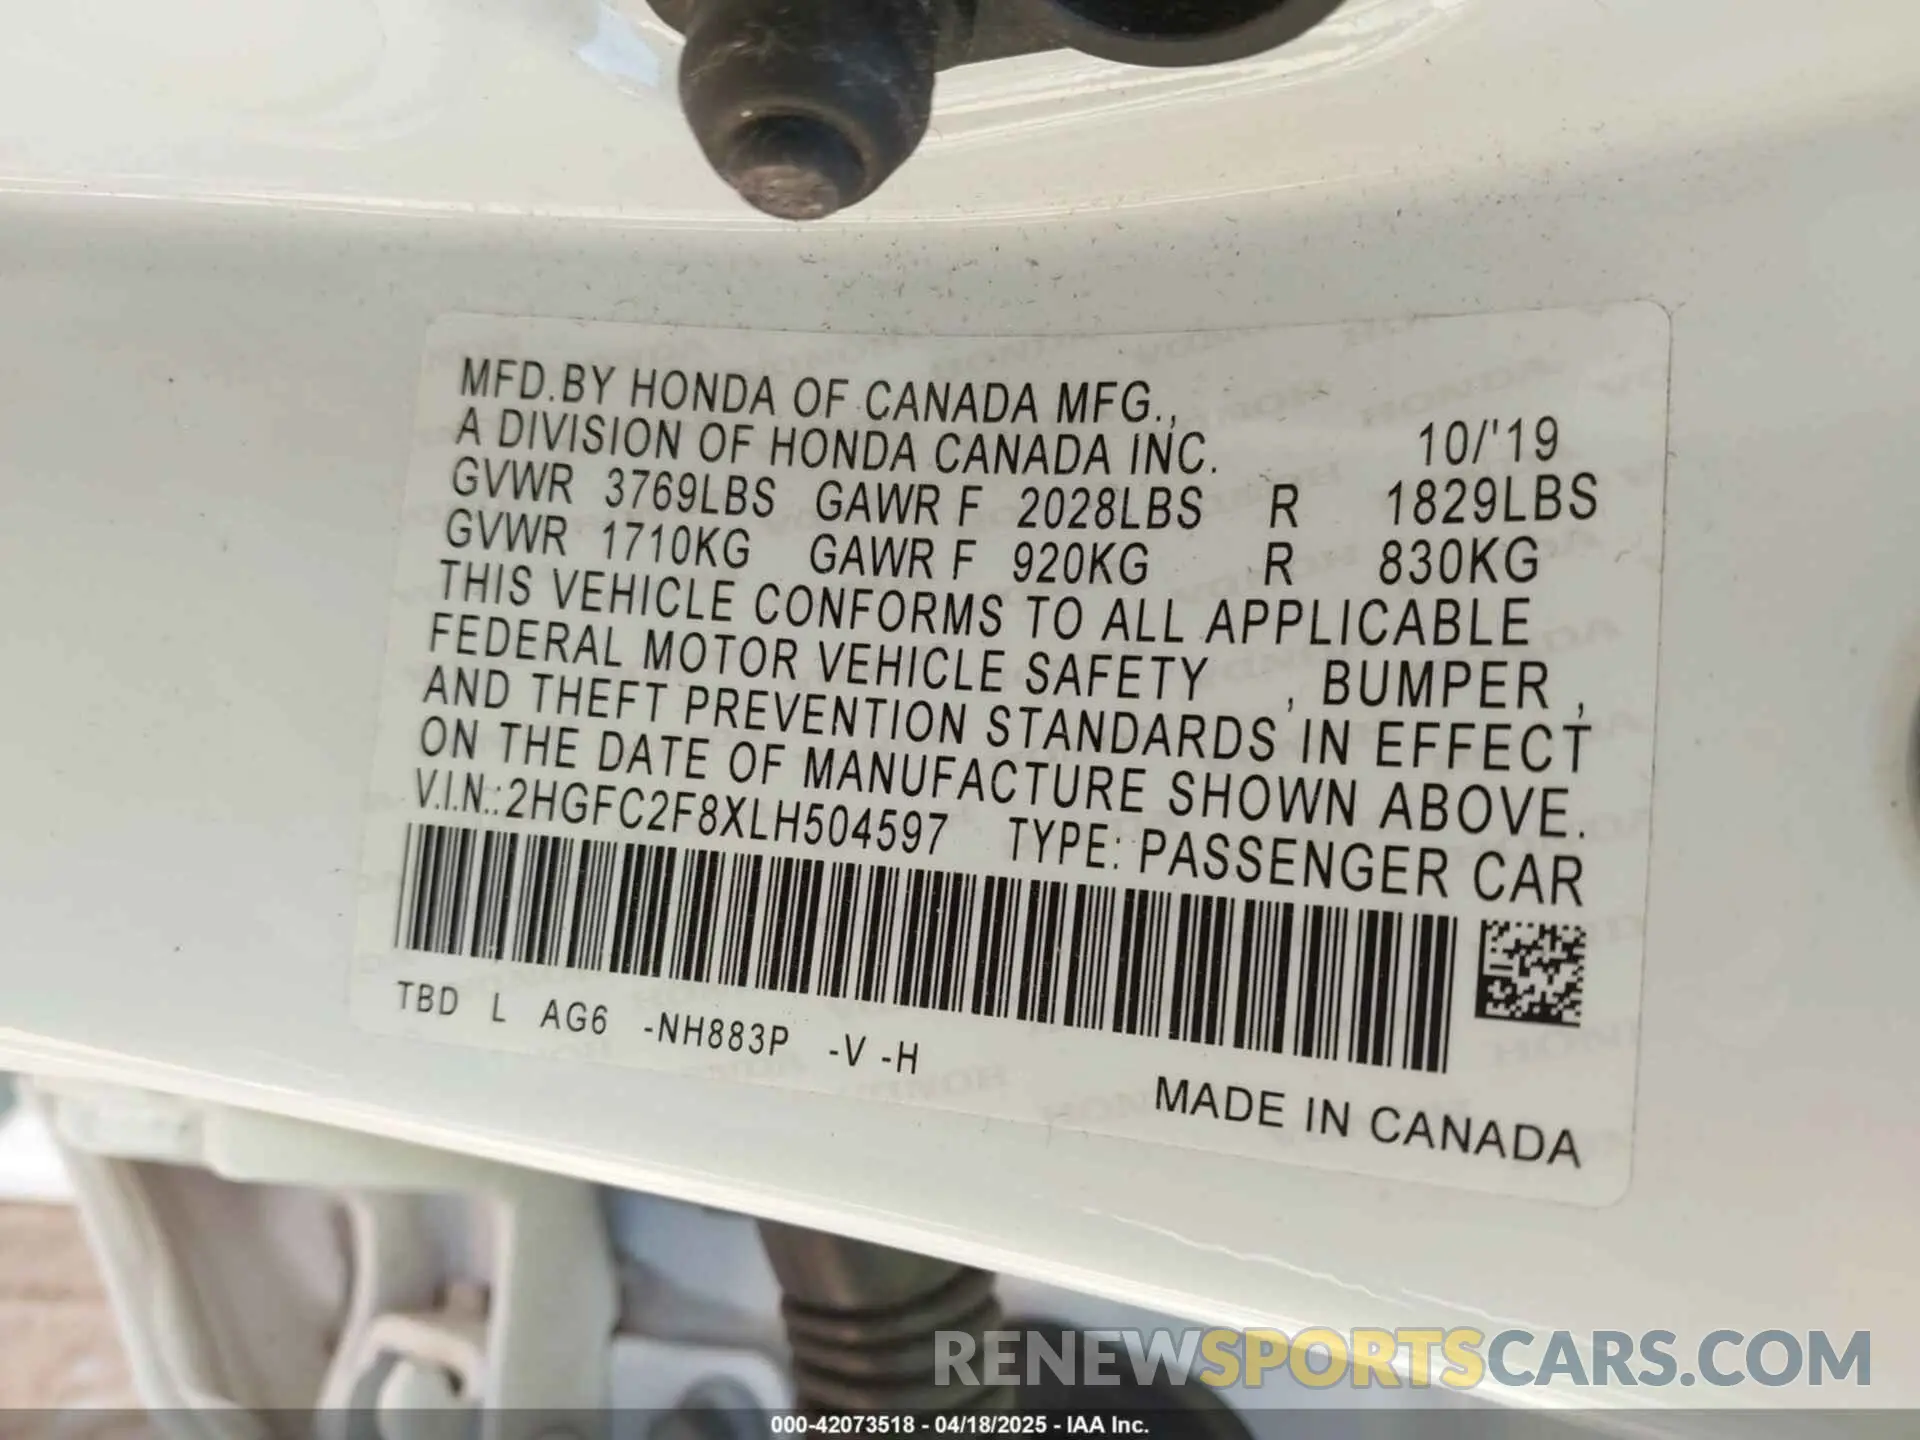 MFD.BY HONDA OF CANADA MFG.,
A DIVISION OF HONDA CANADA INC. 10/'19
GVWR 3769LBS GAWR F 2028LBS R 1829LBS
GVWR 1710KG GAWR F 920KG R 830KG
THIS VEHICLE CONFORMS TO ALL APPLICABLE
FEDERAL MOTOR VEHICLE SAFETY , BUMPER ,
AND THEFT PREVENTION STANDARDS IN EFFECT
ON THE DATE OF MANUFACTURE SHOWN ABOVE.
V.I.N.:2HGFC2F8XLH504597 TYPE: PASSENGER CAR
TBD L AG6 -NH883P -V -H
MADE IN CANADA
RENEWSPORTSCARS.COM
000-42073518 - 04/18/2025 - IAA Inc.